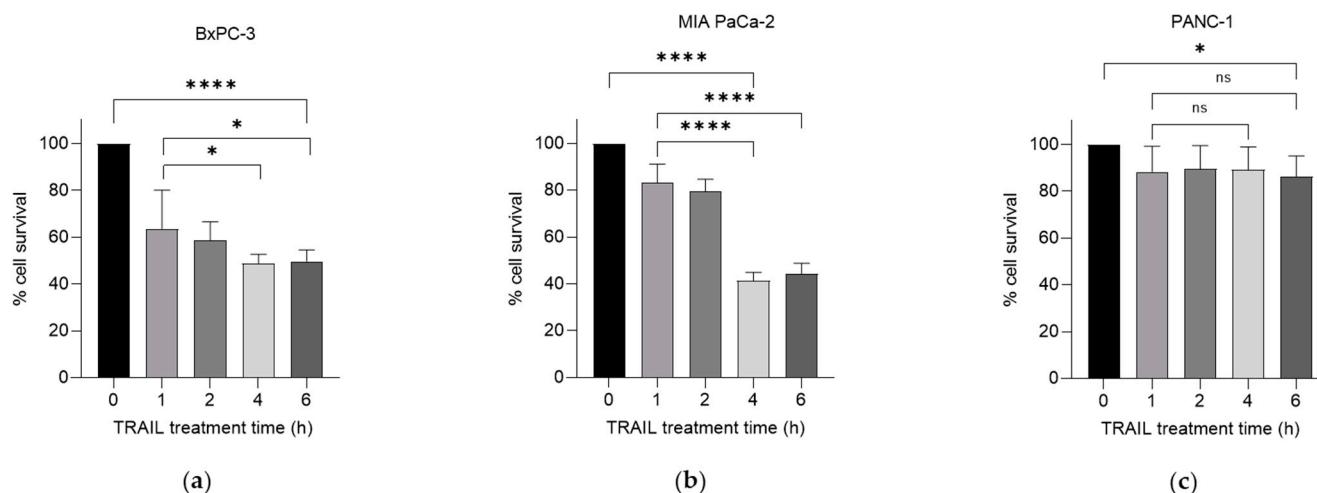 BxPC-3
****
*
*
% cell survival
100
80
60
40
20
0
0 1 2 4 6
TRAIL treatment time (h)
(a)
MIA PaCa-2
****
****
****
% cell survival
100
80
60
40
20
0
0 1 2 4 6
TRAIL treatment time (h)
(b)
PANC-1
*
ns
ns
% cell survival
100
80
60
40
20
0
0 1 2 4 6
TRAIL treatment time (h)
(c)